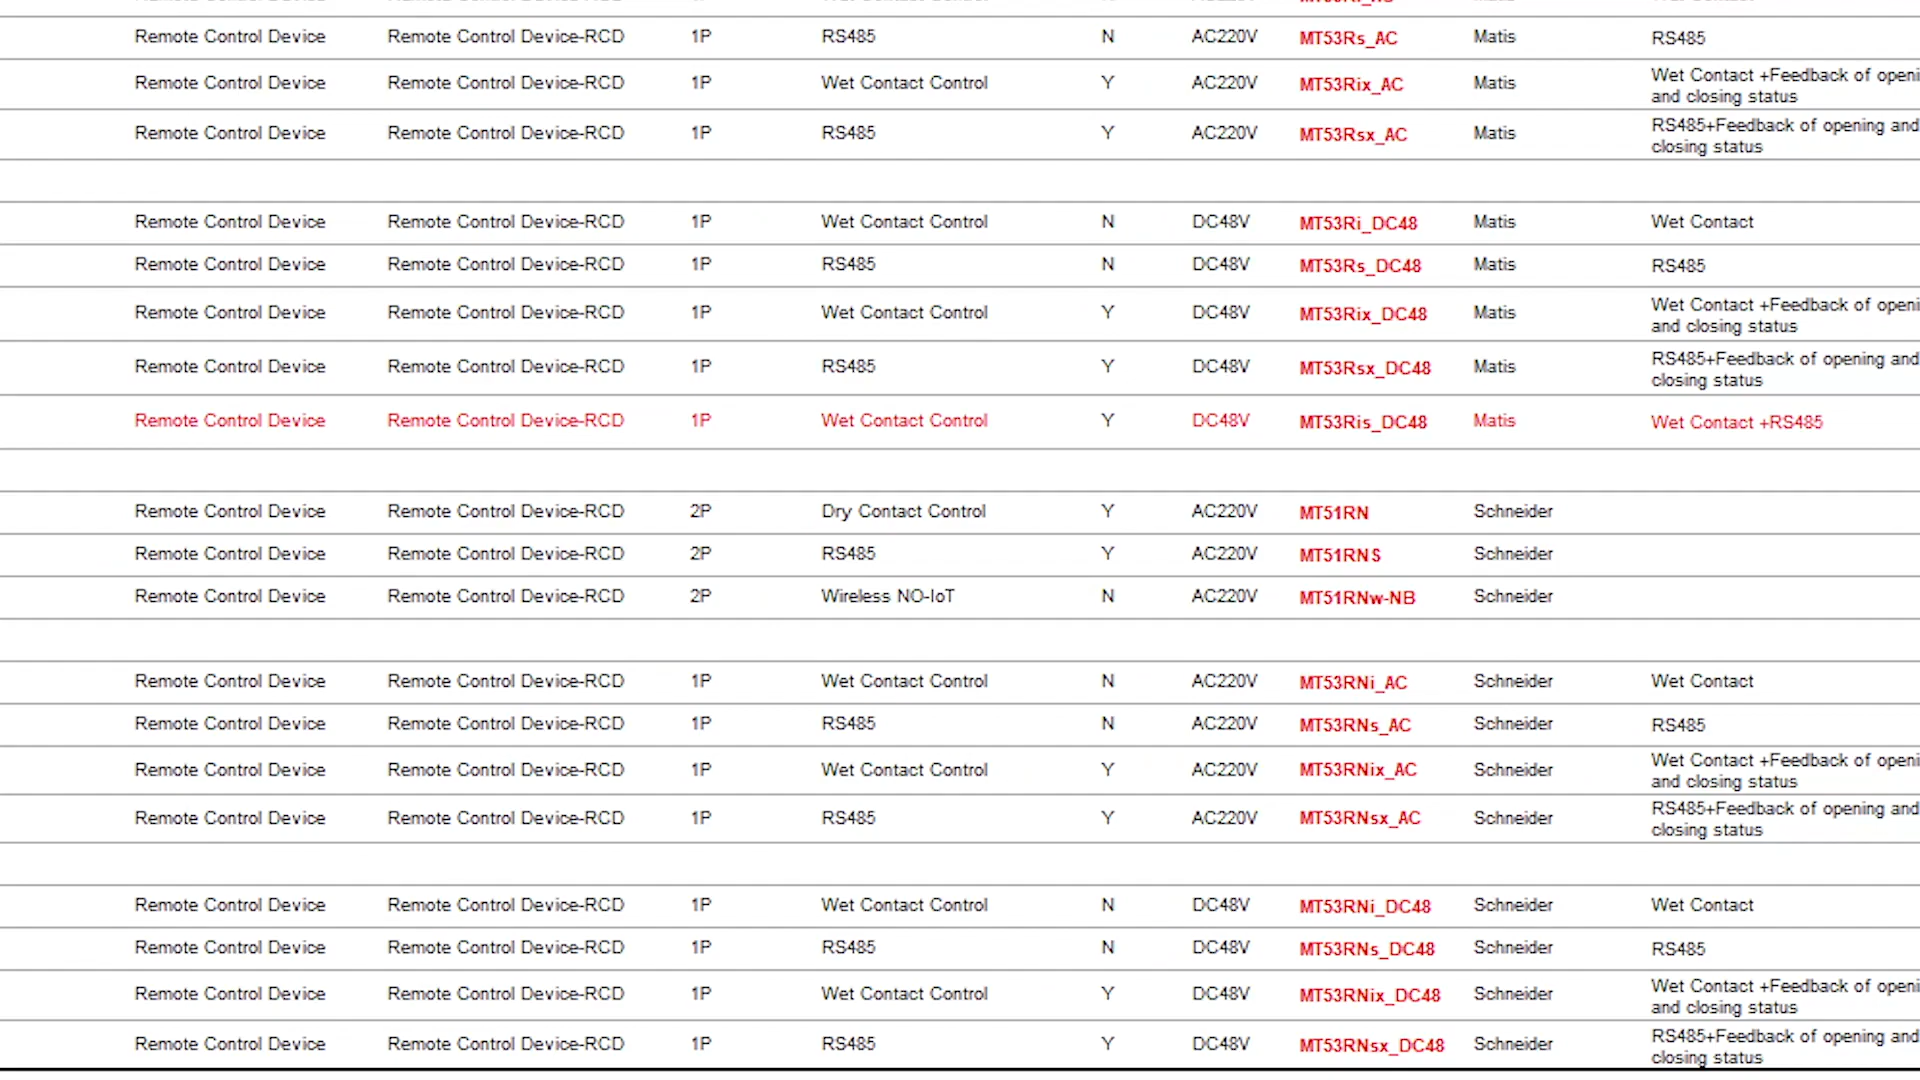 Remote Control Device Remote Control Device-RCD 1P RS485 N AC220V MT53Rs_AC Matis RS485
Remote Control Device Remote Control Device-RCD 1P Wet Contact Control Y AC220V MT53Rix_AC Matis Wet Contact +Feedback of openi
and closing status
Remote Control Device Remote Control Device-RCD 1P RS485 Y AC220V MT53Rsx_AC Matis RS485+Feedback of opening and
closing status
Remote Control Device Remote Control Device-RCD 1P Wet Contact Control N DC48V MT53Ri_DC48 Matis Wet Contact
Remote Control Device Remote Control Device-RCD 1P RS485 N DC48V MT53Rs_DC48 Matis RS485
Remote Control Device Remote Control Device-RCD 1P Wet Contact Control Y DC48V MT53Rix_DC48 Matis Wet Contact +Feedback of openi
and closing status
Remote Control Device Remote Control Device-RCD 1P RS485 Y DC48V MT53Rsx_DC48 Matis RS485+Feedback of opening and
closing status
Remote Control Device Remote Control Device-RCD 1P Wet Contact Control Y DC48V MT53Ris_DC48 Matis Wet Contact +RS485
Remote Control Device Remote Control Device-RCD 2P Dry Contact Control Y AC220V MT51RN Schneider
Remote Control Device Remote Control Device-RCD 2P RS485 Y AC220V MT51RNS Schneider
Remote Control Device Remote Control Device-RCD 2P Wireless NO-IoT N AC220V MT51RNw-NB Schneider
Remote Control Device Remote Control Device-RCD 1P Wet Contact Control N AC220V MT53RNi_AC Schneider Wet Contact
Remote Control Device Remote Control Device-RCD 1P RS485 N AC220V MT53RNs_AC Schneider RS485
Remote Control Device Remote Control Device-RCD 1P Wet Contact Control Y AC220V MT53RNix_AC Schneider Wet Contact +Feedback of openi
and closing status
Remote Control Device Remote Control Device-RCD 1P RS485 Y AC220V MT53RNsx_AC Schneider RS485+Feedback of opening and
closing status
Remote Control Device Remote Control Device-RCD 1P Wet Contact Control N DC48V MT53RNi_DC48 Schneider Wet Contact
Remote Control Device Remote Control Device-RCD 1P RS485 N DC48V MT53RNs_DC48 Schneider RS485
Remote Control Device Remote Control Device-RCD 1P Wet Contact Control Y DC48V MT53RNix_DC48 Schneider Wet Contact +Feedback of openi
and closing status
Remote Control Device Remote Control Device-RCD 1P RS485 Y DC48V MT53RNsx_DC48 Schneider RS485+Feedback of opening and
closing status